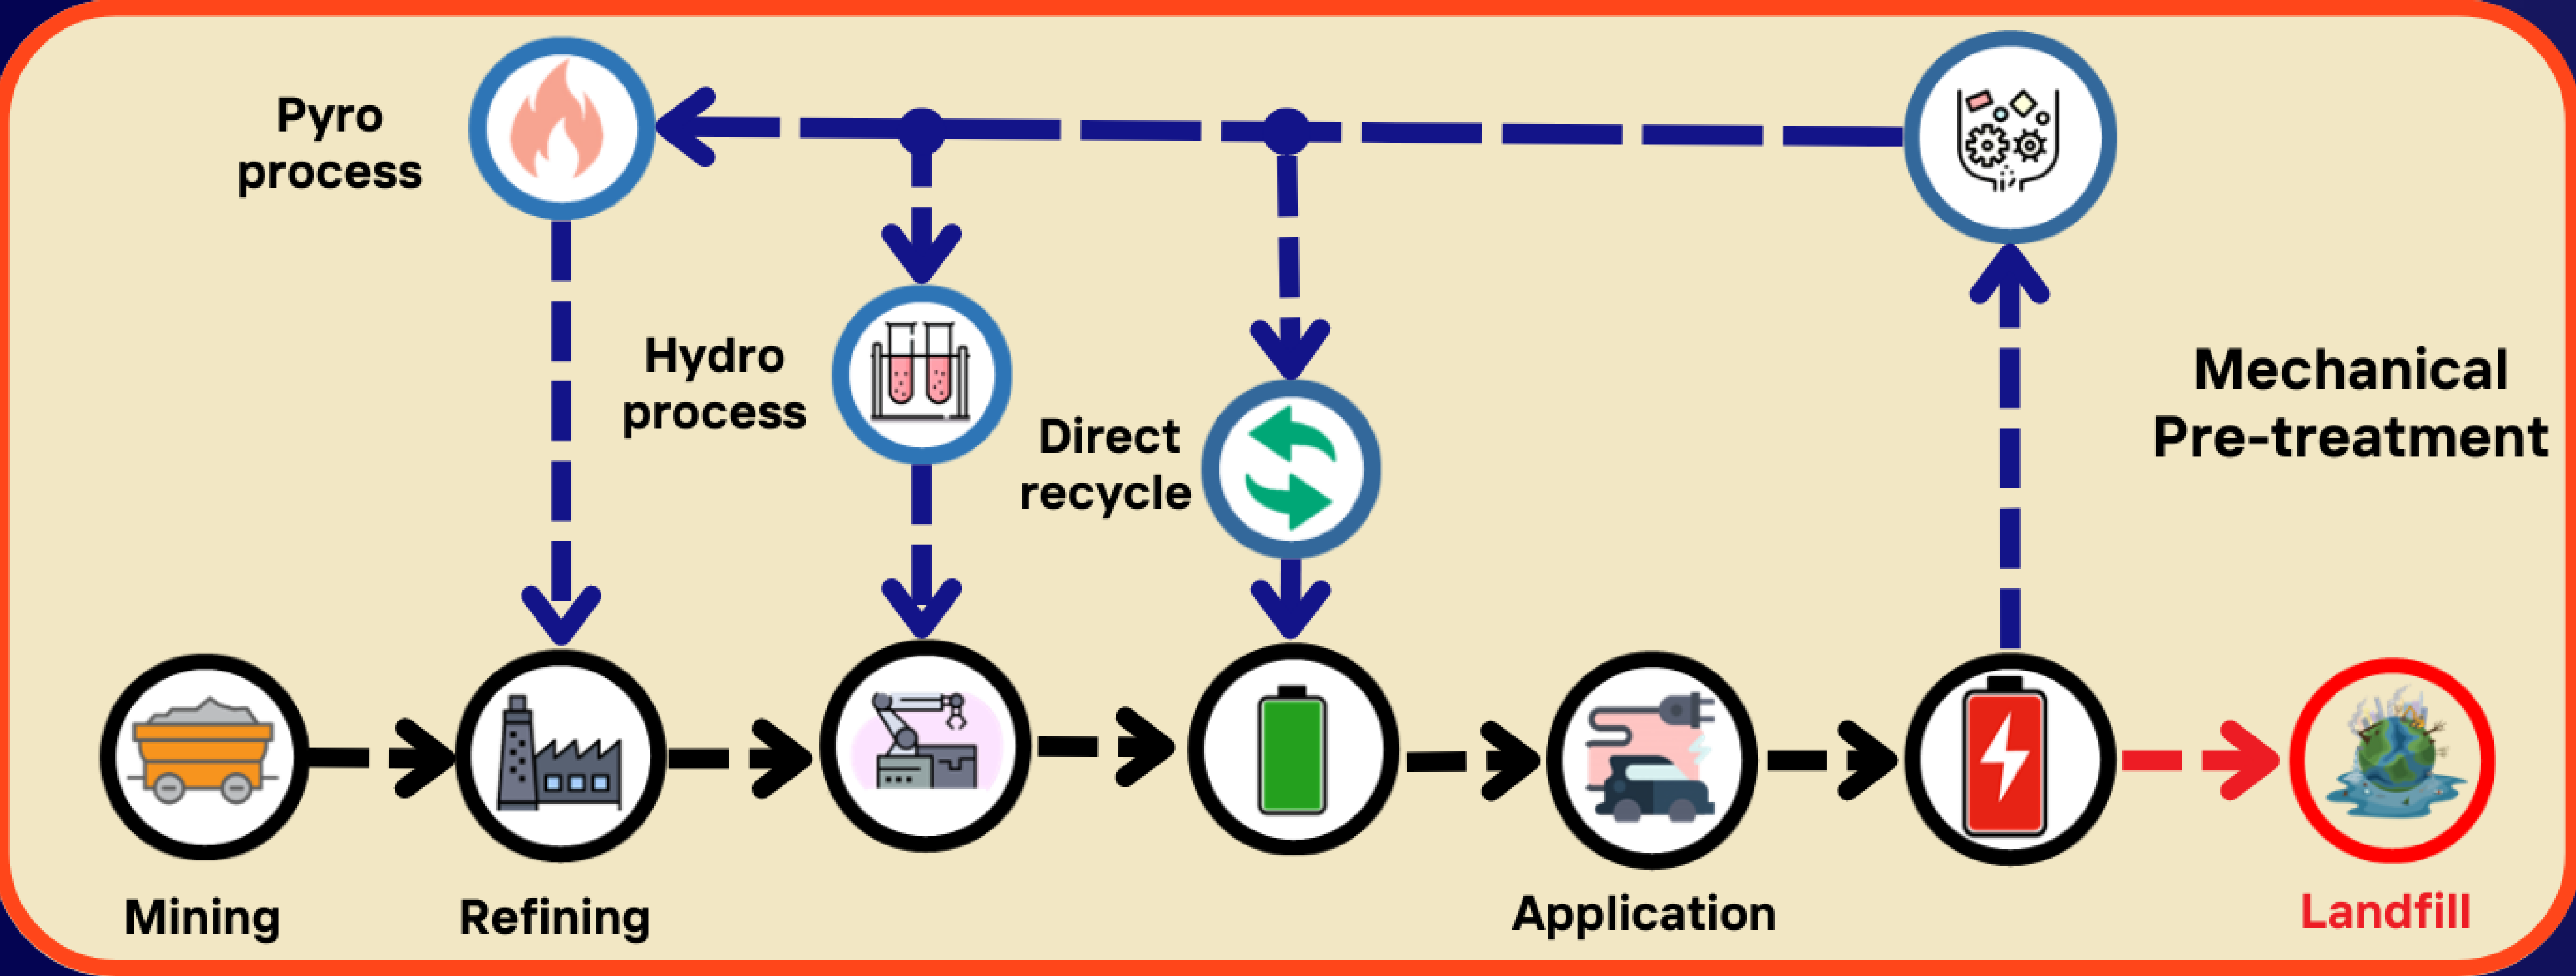 Pyro
process
Hydro
process
Direct
recycle
Mechanical
Pre-treatment
Mining
Refining
Application
Landfill